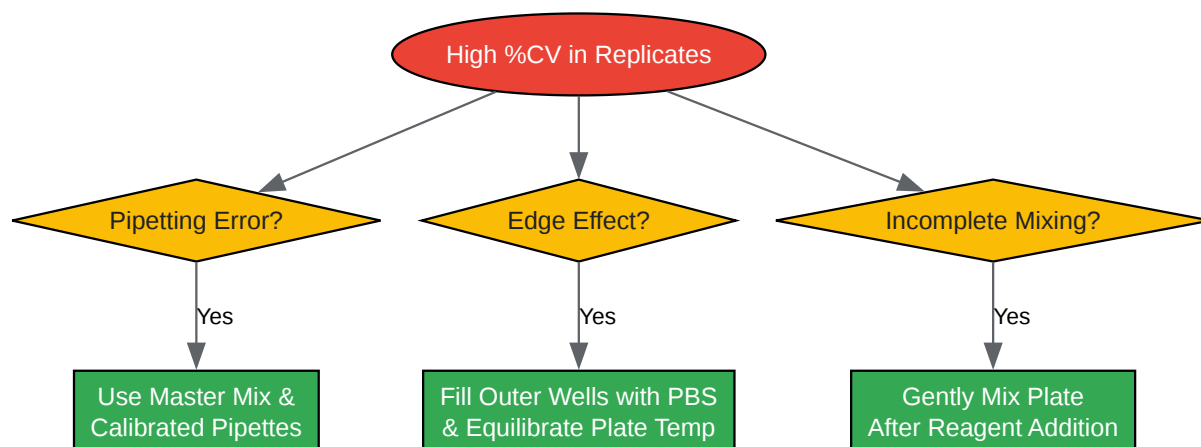 High %CV in Replicates
Pipetting Error?
Edge Effect?
Incomplete Mixing?
Yes
Yes
Yes
Use Master Mix &
Calibrated Pipettes
Fill Outer Wells with PBS
& Equilibrate Plate Temp
Gently Mix Plate
After Reagent Addition